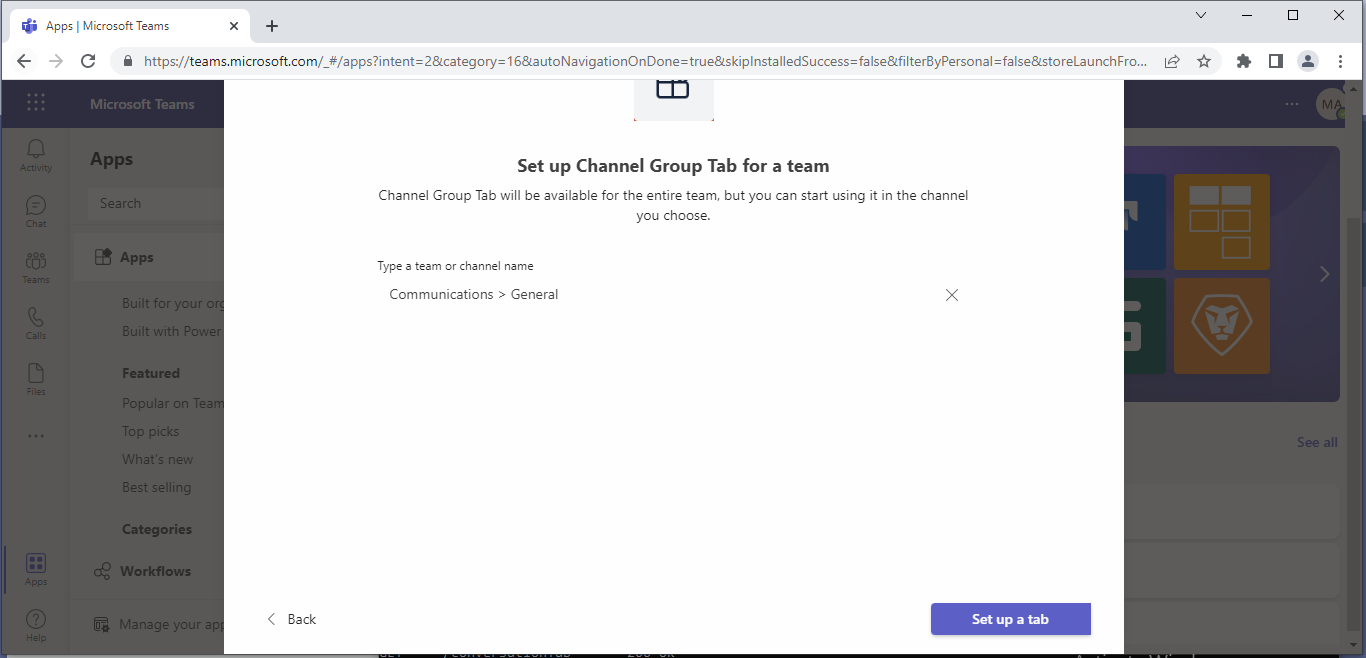 Apps | Microsoft Teams
https://teams.microsoft.com/_#/apps?intent=2&category=16&autoNavigationOnDone=true&skipInstalledSuccess=false&filterByPersonal=false&storeLaunchFro...
Microsoft Teams
MA
Activity
Chat
Teams
Calls
Files
Apps
Help
Apps
Search
Apps
Built for your org
Built with Power
Featured
Popular on Team
Top picks
What's new
Best selling
Categories
Workflows
Manage your app
Set up Channel Group Tab for a team
Channel Group Tab will be available for the entire team, but you can start using it in the channel
you choose.
Type a team or channel name
Communications > General
Back
Set up a tab
See all